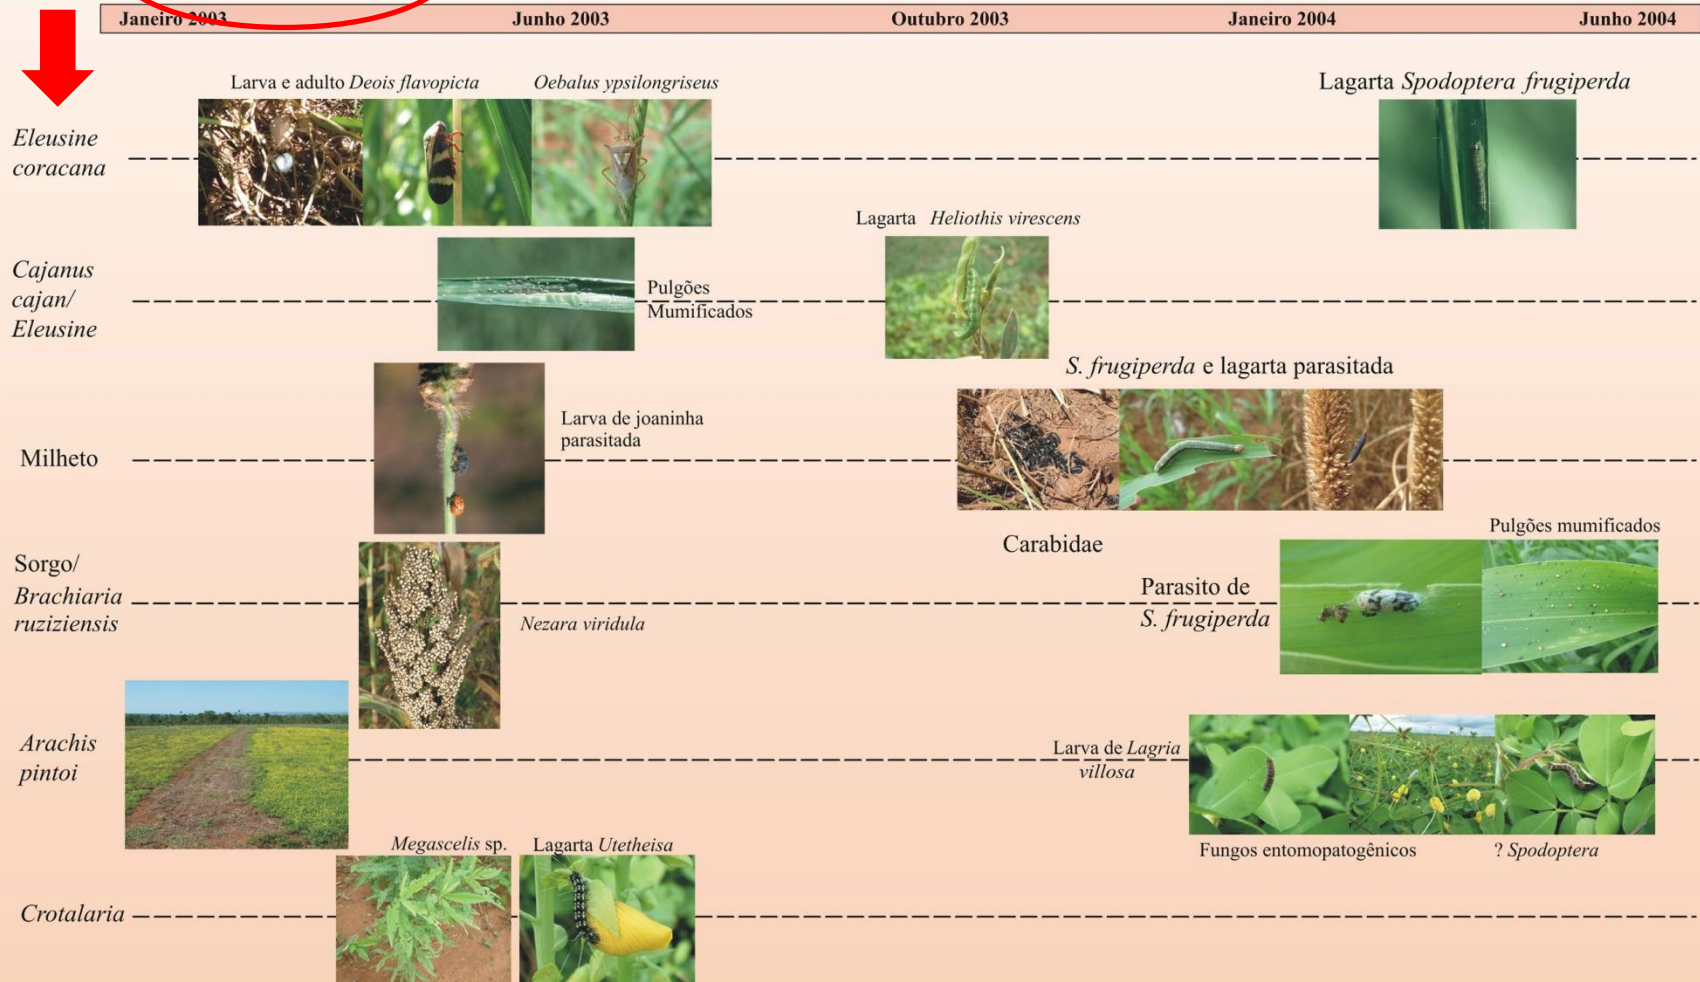 Janeiro 2003 Junho 2003 Outubro 2003 Janeiro 2004 Junho 2004
Larva e adulto Deois flavopicta
Oebalus ypsilongriseus
Lagarta Spodoptera frugiperda
Eleusine
coracana
Lagarta Heliothis virescens
Cajanus
cajan/
Eleusine
Pulgões
Mumificados
S. frugiperda e lagarta parasitada
Larva de joaninha
parasitada
Milheto
Carabidae
Pulgões mumificados
Sorgo/
Brachiaria
ruziziensis
Nezara viridula
Parasito de
S. frugiperda
Arachis
pintoi
Larva de Lagria
villosa
Fungos entomopatogênicos
? Spodoptera
Megascelis sp.
Lagarta Utetheisa
Crotalaria